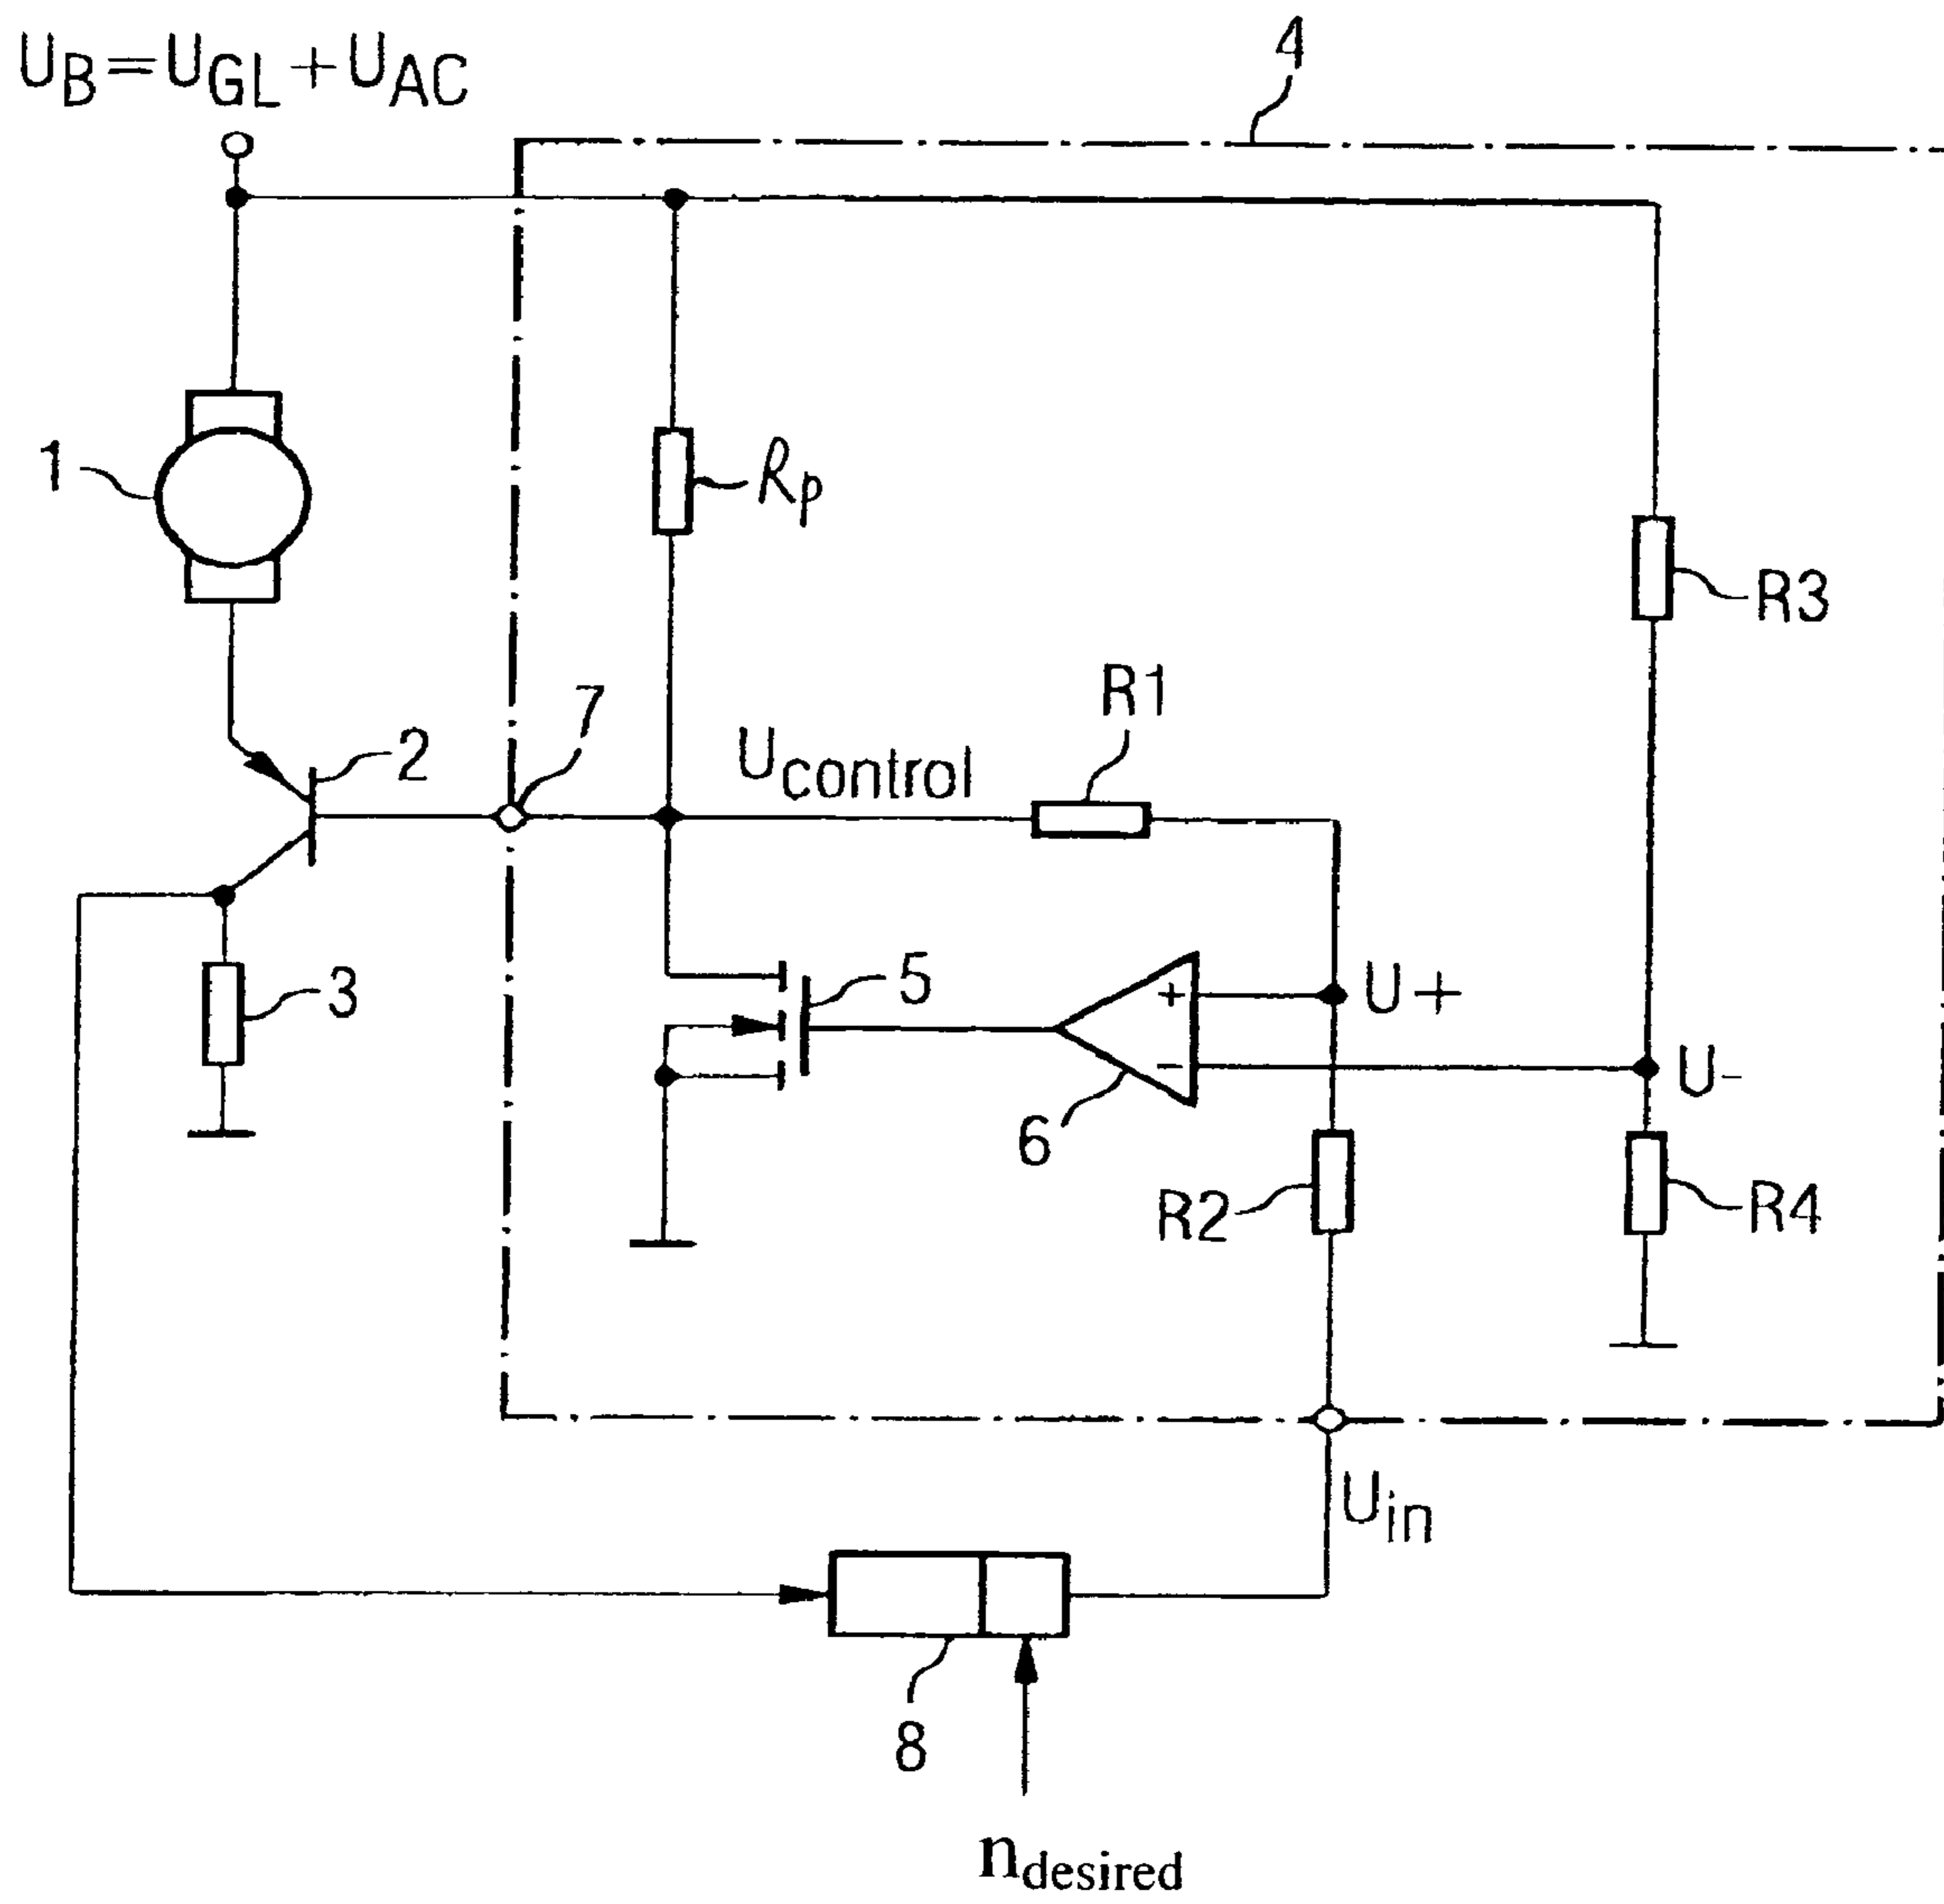 U_B=U_GL+U_AC
4
1
R_p
R3
7
R1
2
U_control
3
5
+
U+
−
U-
6
R2
R4
U_in
8
n_desired